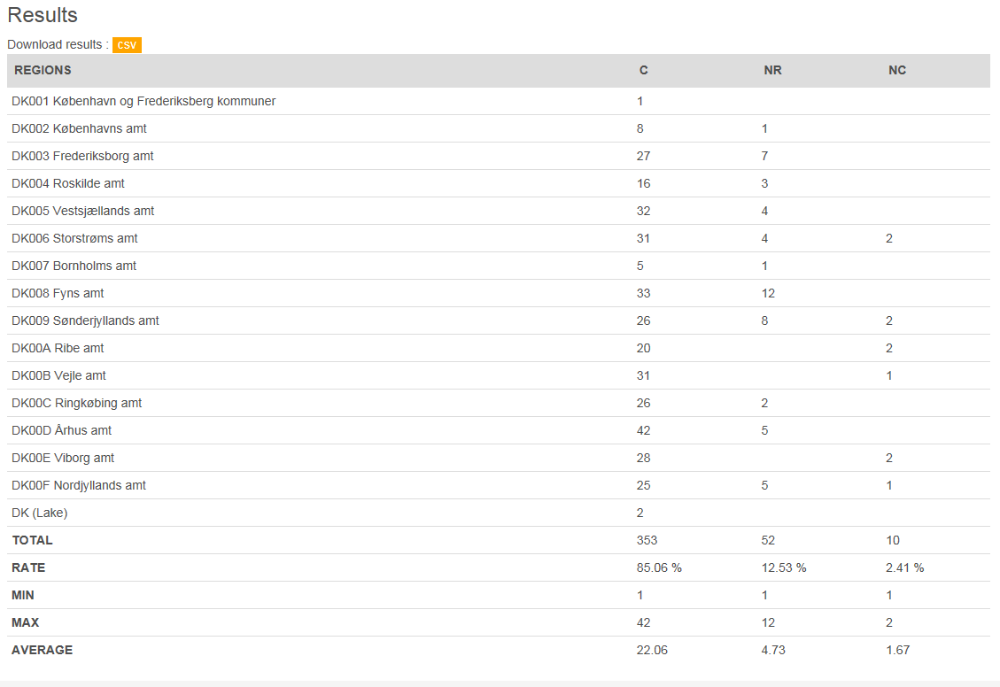 Results
Download results : csv
REGIONS C NR NC
DK001 København og Frederiksberg kommuner 1
DK002 Københavns amt 8 1
DK003 Frederiksborg amt 27 7
DK004 Roskilde amt 16 3
DK005 Vestsjællands amt 32 4
DK006 Storstrøms amt 31 4 2
DK007 Bornholms amt 5 1
DK008 Fyns amt 33 12
DK009 Sønderjyllands amt 26 8 2
DK00A Ribe amt 20 2
DK00B Vejle amt 31 1
DK00C Ringkøbing amt 26 2
DK00D Århus amt 42 5
DK00E Viborg amt 28 2
DK00F Nordjyllands amt 25 5 1
DK (Lake) 2
TOTAL 353 52 10
RATE 85.06 % 12.53 % 2.41 %
MIN 1 1 1
MAX 42 12 2
AVERAGE 22.06 4.73 1.67